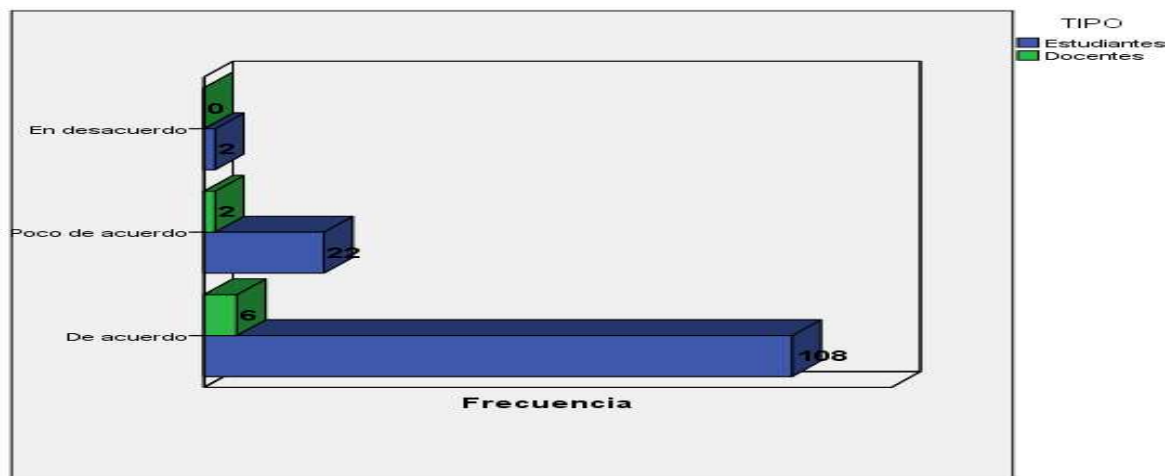 TIPO
Estudiantes
Docentes
0
En desacuerdo
2
2
Poco de acuerdo
22
6
De acuerdo
108
Frecuencia